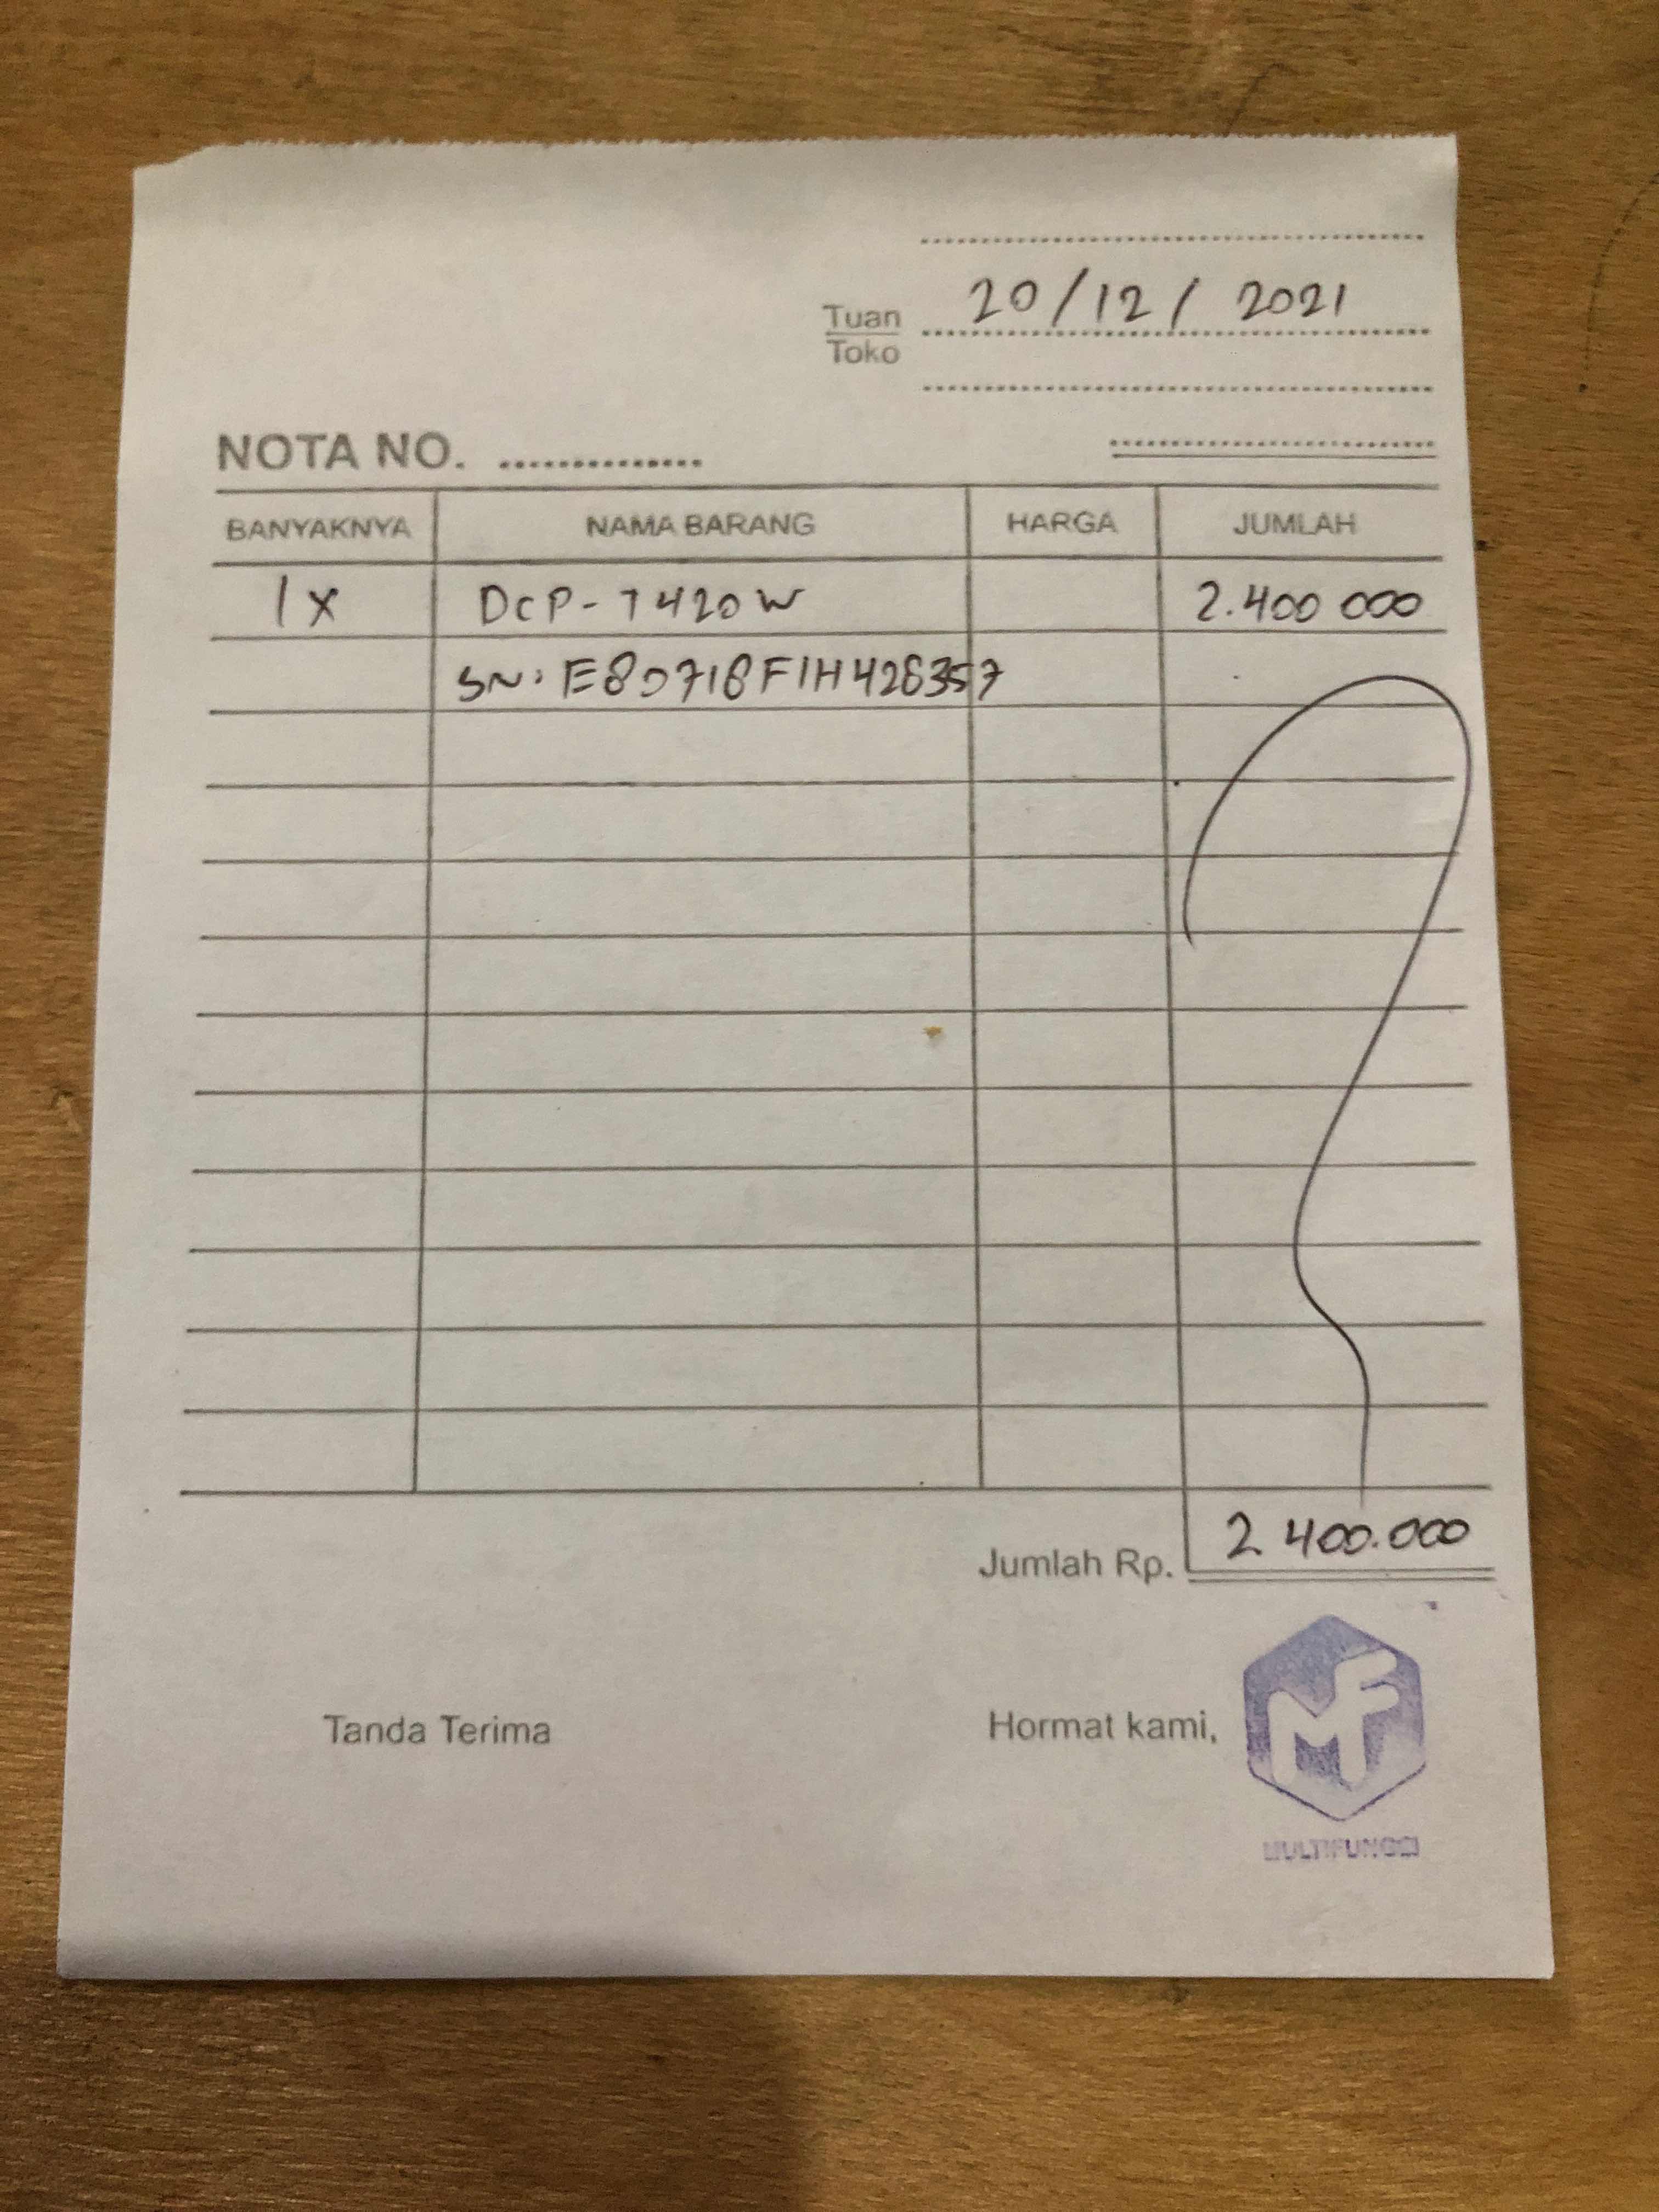 20/12/2021
Tuan
Toko
NOTA NO.
BANYAKNYA NAMA BARANG HARGA JUMLAH
1x DCP-T420W 2.400 000
SN: E80718F1H428357
Jumlah Rp. 2 400.000
Tanda Terima Hormat kami,
MF
MULTIFUNGSI